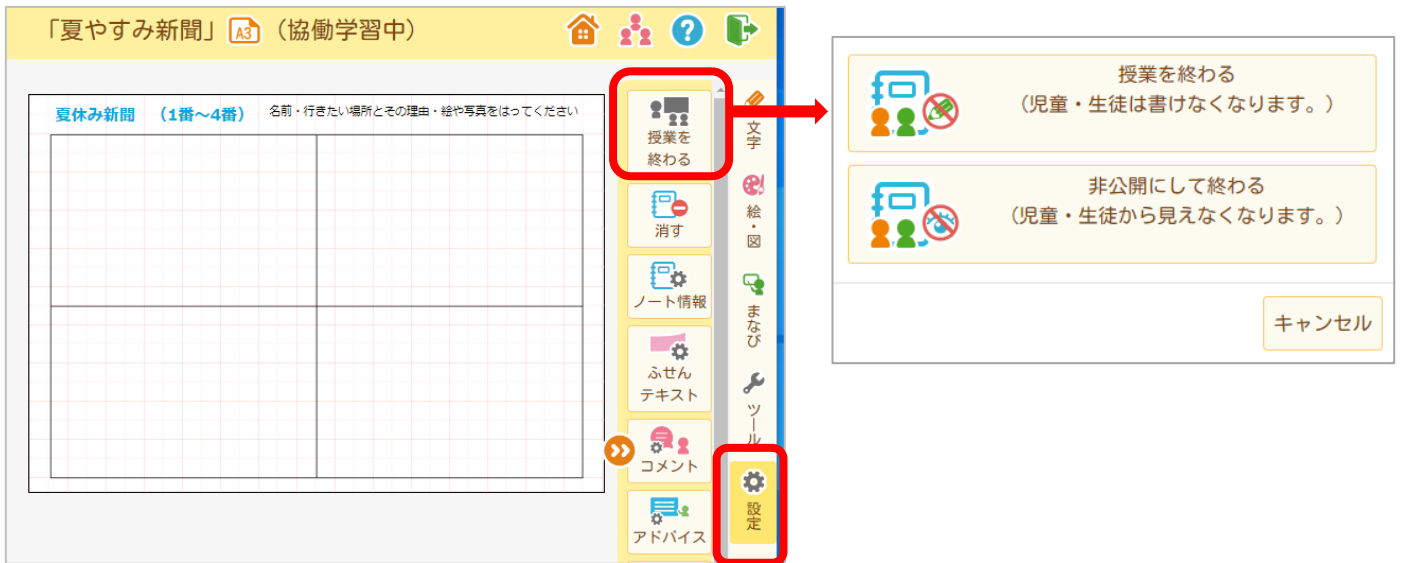 「夏やすみ新聞」 A3 （協働学習中）
?
夏休み新聞　（1番～4番）　名前・行きたい場所とその理由・絵や写真をはってください
授業を
終わる
消す
ノート情報
ふせん
テキスト
コメント
アドバイス
文字
絵・図
まなび
ツール
設定
授業を終わる
（児童・生徒は書けなくなります。）
非公開にして終わる
（児童・生徒から見えなくなります。）
キャンセル